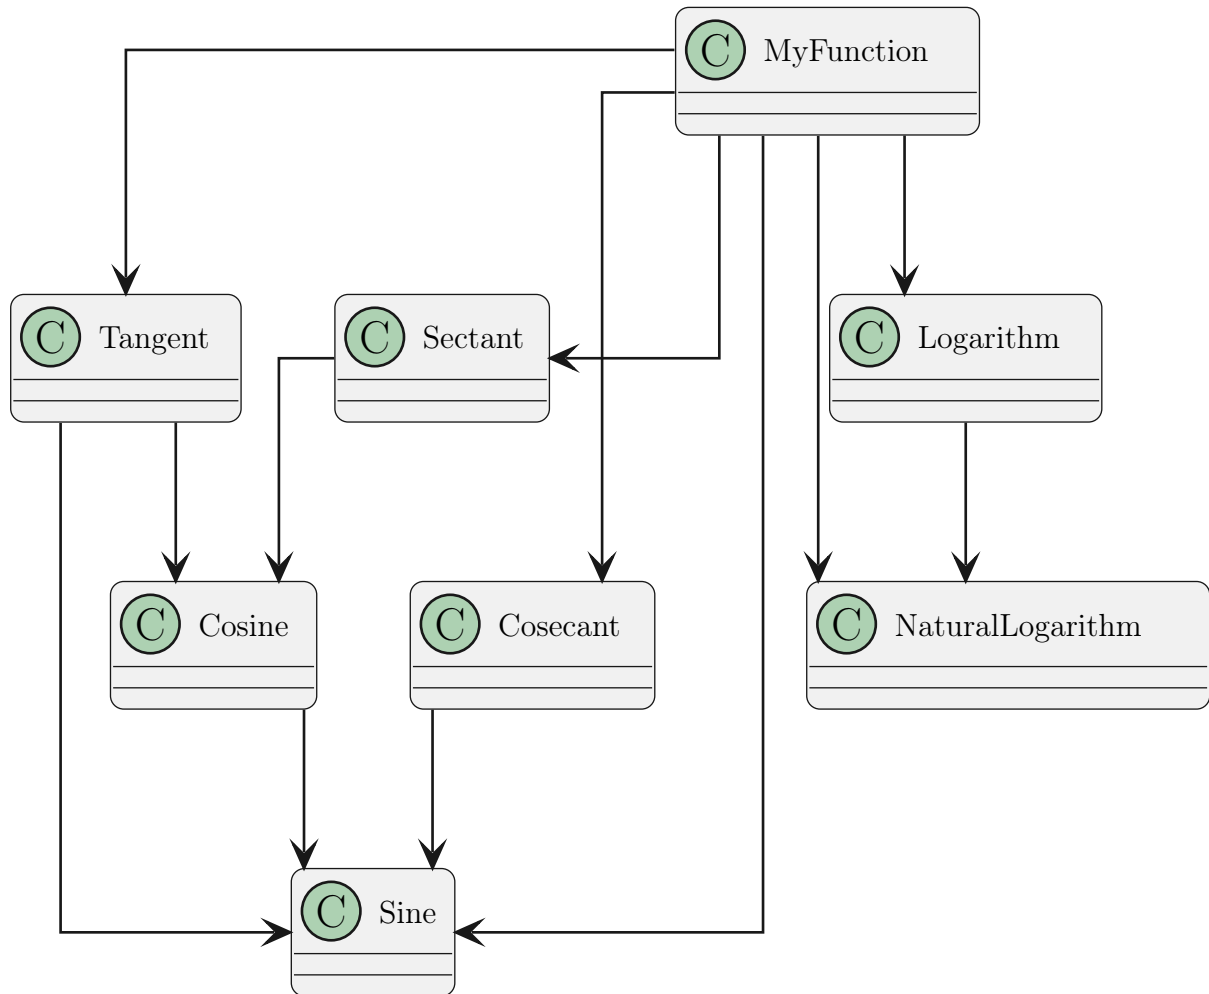 C MyFunction
C Tangent
C Sectant
C Logarithm
C Cosine
C Cosecant
C NaturalLogarithm
C Sine